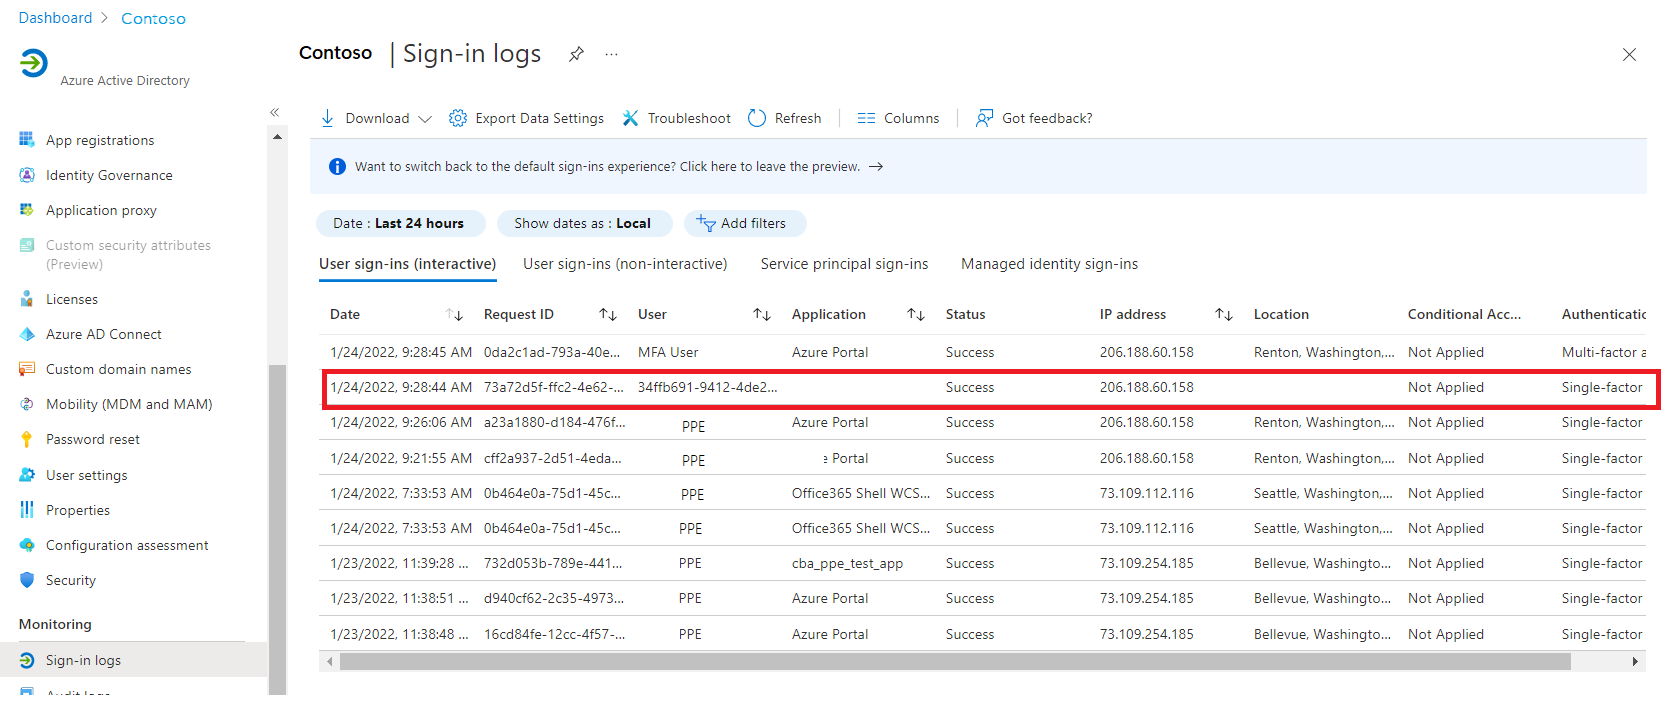 Dashboard > Contoso
Contoso | Sign-in logs ...
Azure Active Directory
«
App registrations
Identity Governance
Application proxy
Custom security attributes
(Preview)
Licenses
Azure AD Connect
Custom domain names
Mobility (MDM and MAM)
Password reset
User settings
Properties
Configuration assessment
Security
Monitoring
Sign-in logs
Audit logs
Download Export Data Settings Troubleshoot Refresh Columns Got feedback?
Want to switch back to the default sign-ins experience? Click here to leave the preview. →
Date : Last 24 hours Show dates as : Local Add filters
User sign-ins (interactive) User sign-ins (non-interactive) Service principal sign-ins Managed identity sign-ins
Date Request ID User Application Status IP address Location Conditional Acc... Authenticatio
1/24/2022, 9:28:45 AM 0da2c1ad-793a-40e... MFA User Azure Portal Success 206.188.60.158 Renton, Washington,... Not Applied Multi-factor a
1/24/2022, 9:28:44 AM 73a72d5f-ffc2-4e62-... 34ffb691-9412-4de2... Success 206.188.60.158 Not Applied Single-factor
1/24/2022, 9:26:06 AM a23a1880-d184-476f... PPE Azure Portal Success 206.188.60.158 Renton, Washington,... Not Applied Single-factor
1/24/2022, 9:21:55 AM cff2a937-2d51-4eda... PPE e Portal Success 206.188.60.158 Renton, Washington,... Not Applied Single-factor
1/24/2022, 7:33:53 AM 0b464e0a-75d1-45c... PPE Office365 Shell WCS... Success 73.109.112.116 Seattle, Washington,... Not Applied Single-factor
1/24/2022, 7:33:53 AM 0b464e0a-75d1-45c... PPE Office365 Shell WCS... Success 73.109.112.116 Seattle, Washington,... Not Applied Single-factor
1/23/2022, 11:39:28 ... 732d053b-789e-441... PPE cba_ppe_test_app Success 73.109.254.185 Bellevue, Washingto... Not Applied Single-factor
1/23/2022, 11:38:51 ... d940cf62-2c35-4973... PPE Azure Portal Success 73.109.254.185 Bellevue, Washingto... Not Applied Single-factor
1/23/2022, 11:38:48 ... 16cd84fe-12cc-4f57-... PPE Azure Portal Success 73.109.254.185 Bellevue, Washingto... Not Applied Single-factor